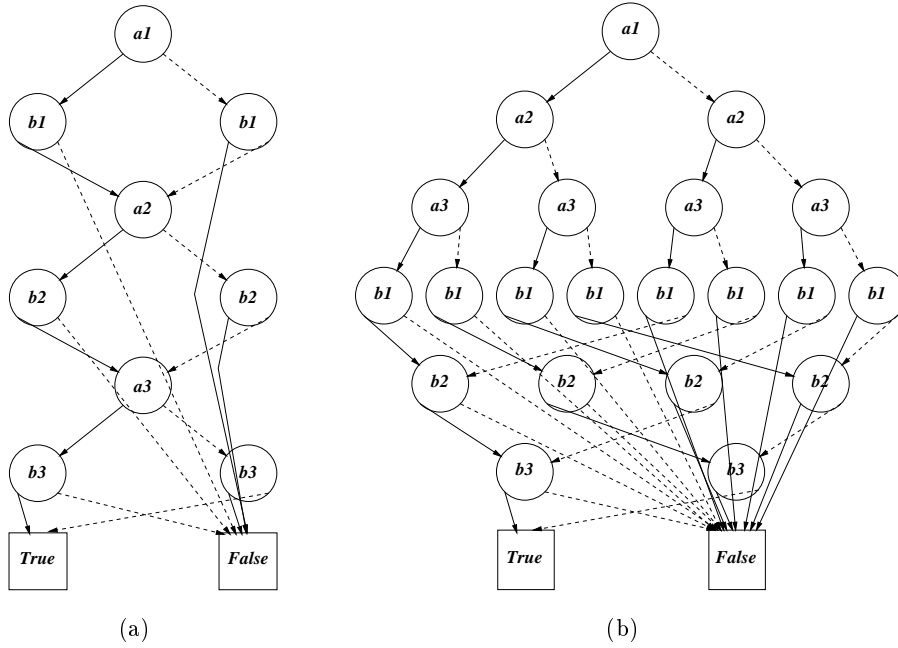 a1
b1 b1
a2
b2 b2
a3
b3 b3
True False
(a)
a1
a2 a2
a3 a3 a3 a3
b1 b1 b1 b1 b1 b1 b1 b1
b2 b2 b2 b2
b3 b3
True False
(b)